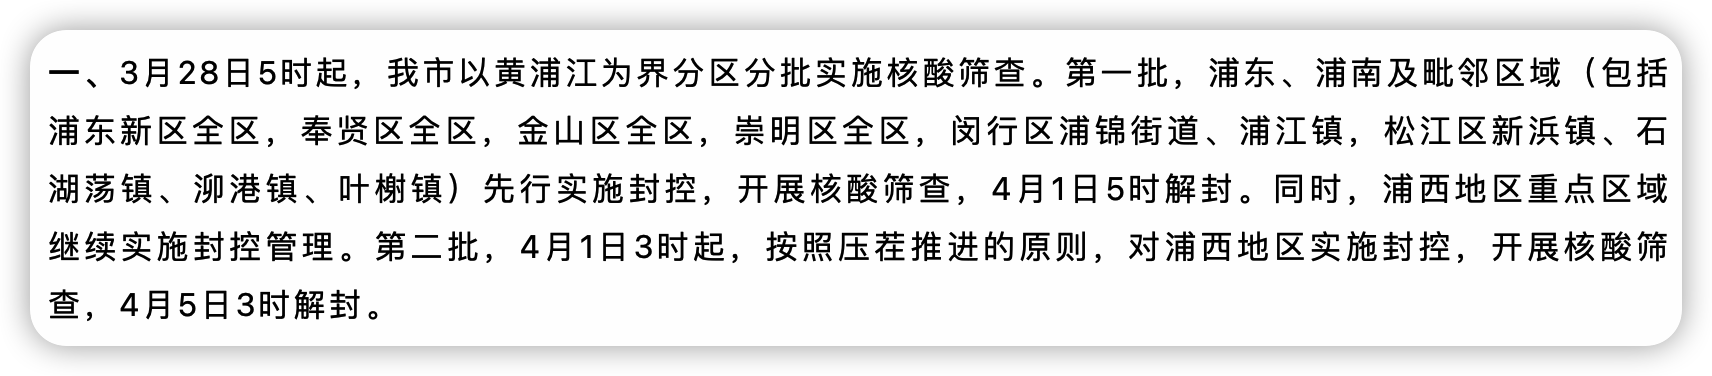 一、3月28日5时起，我市以黄浦江为界分区分批实施核酸筛查。第一批，浦东、浦南及毗邻区域（包括
浦东新区全区，奉贤区全区，金山区全区，崇明区全区，闵行区浦锦街道、浦江镇，松江区新浜镇、石
湖荡镇、泖港镇、叶榭镇）先行实施封控，开展核酸筛查，4月1日5时解封。同时，浦西地区重点区域
继续实施封控管理。第二批，4月1日3时起，按照压茬推进的原则，对浦西地区实施封控，开展核酸筛
查，4月5日3时解封。